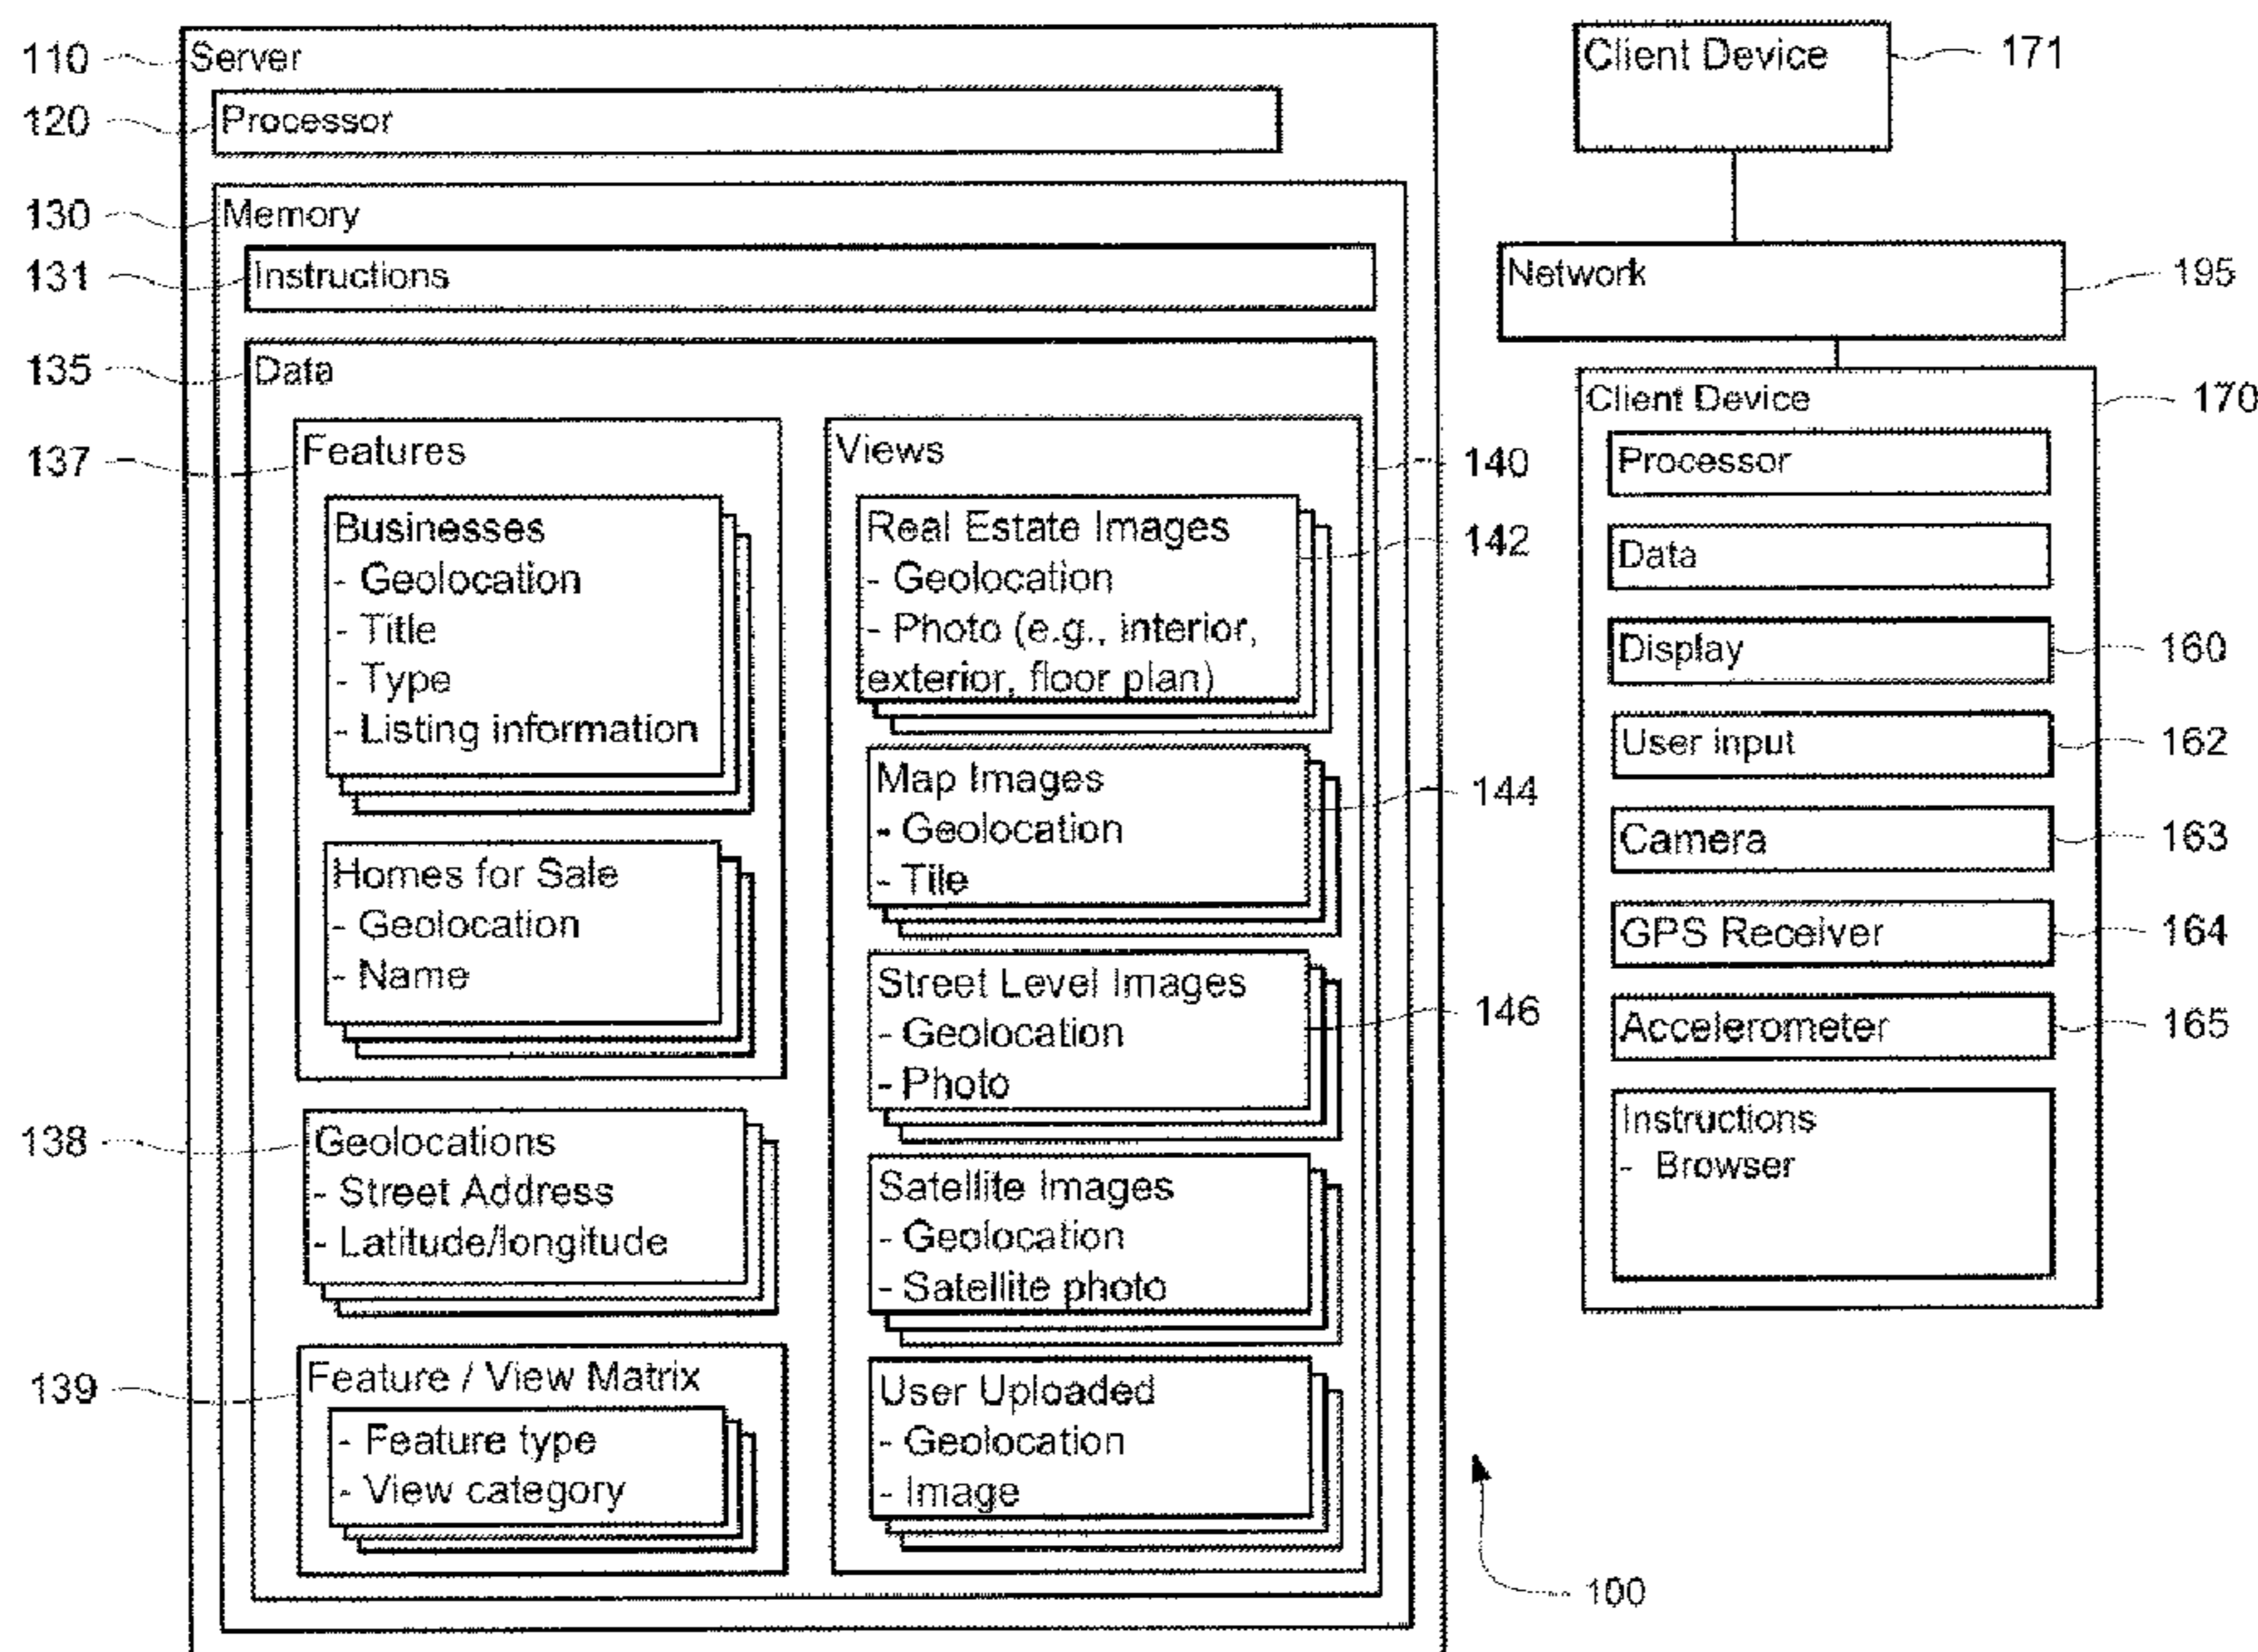 110
Server
120
Processor
130
Memory
131
Instructions
135
Data
137
Features
Businesses
- Geolocation
- Title
- Type
- Listing information
Homes for Sale
- Geolocation
- Name
138
Geolocations
- Street Address
- Latitude/longitude
139
Feature / View Matrix
- Feature type
- View category
Views
140
Real Estate Images
142
- Geolocation
- Photo (e.g., interior,
exterior, floor plan)
Map Images
144
- Geolocation
- Tile
Street Level Images
146
- Geolocation
- Photo
Satellite Images
- Geolocation
- Satellite photo
User Uploaded
- Geolocation
- Image
Client Device
171
Network
195
Client Device
170
Processor
Data
Display
160
User input
162
Camera
163
GPS Receiver
164
Accelerometer
165
Instructions
- Browser
100